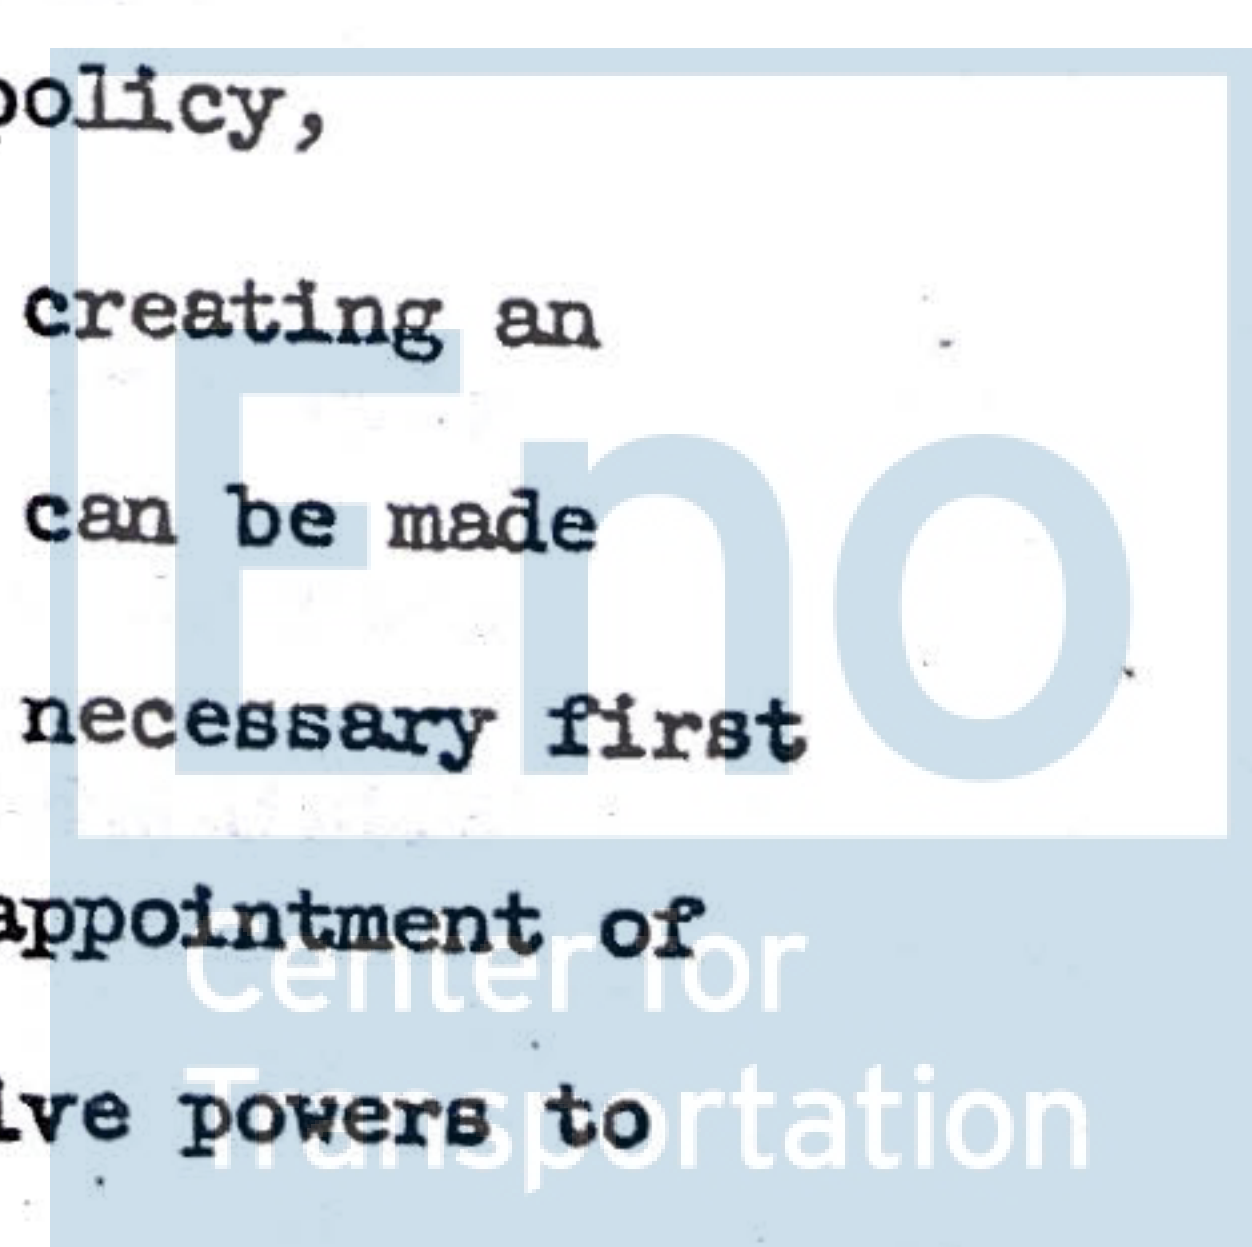 policy,
creating an
can be made
necessary first
appointment of
ive powers to
Eno
Center for
Transportation